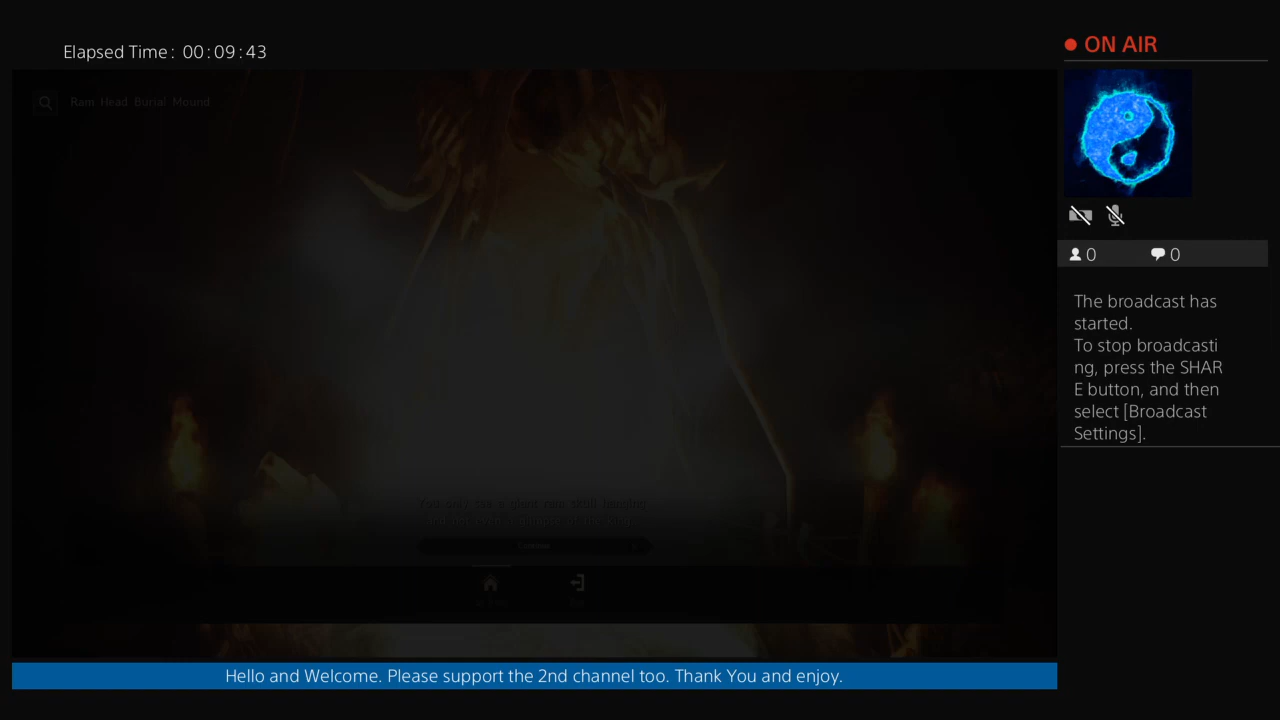 Elapsed Time: 00:09:43
ON AIR
Ram Head Burial Mound
0
0
The broadcast has
started.
To stop broadcasti
ng, press the SHAR
E button, and then
select [Broadcast
Settings].
Hello and Welcome. Please support the 2nd channel too. Thank You and enjoy.